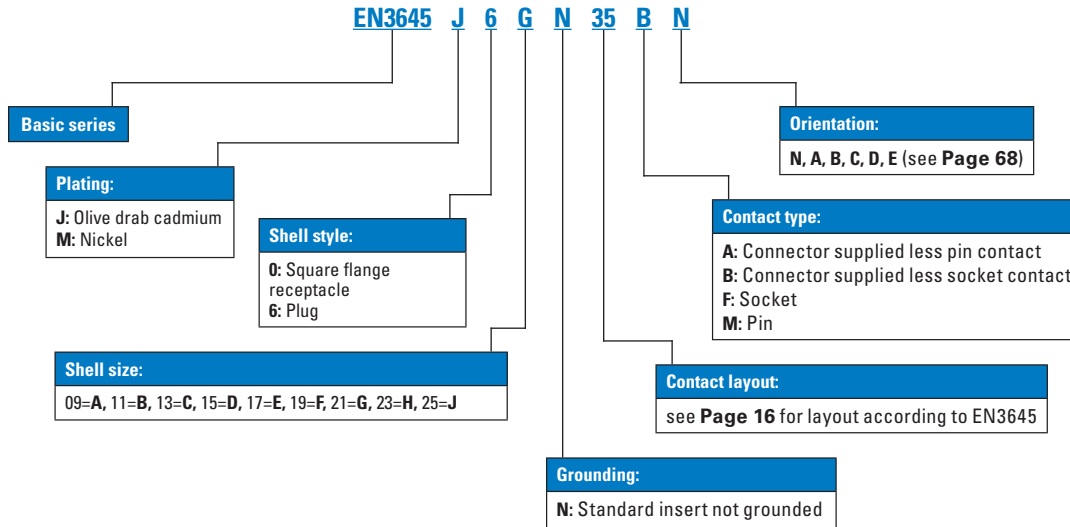 EN3645 J 6 G N 35 B N
Basic series
Orientation:
N, A, B, C, D, E (see Page 68)
Plating:
J: Olive drab cadmium
M: Nickel
Shell style:
0: Square flange
receptacle
6: Plug
Contact type:
A: Connector supplied less pin contact
B: Connector supplied less socket contact
F: Socket
M: Pin
Shell size:
09=A, 11=B, 13=C, 15=D, 17=E, 19=F, 21=G, 23=H, 25=J
Contact layout:
see Page 16 for layout according to EN3645
Grounding:
N: Standard insert not grounded